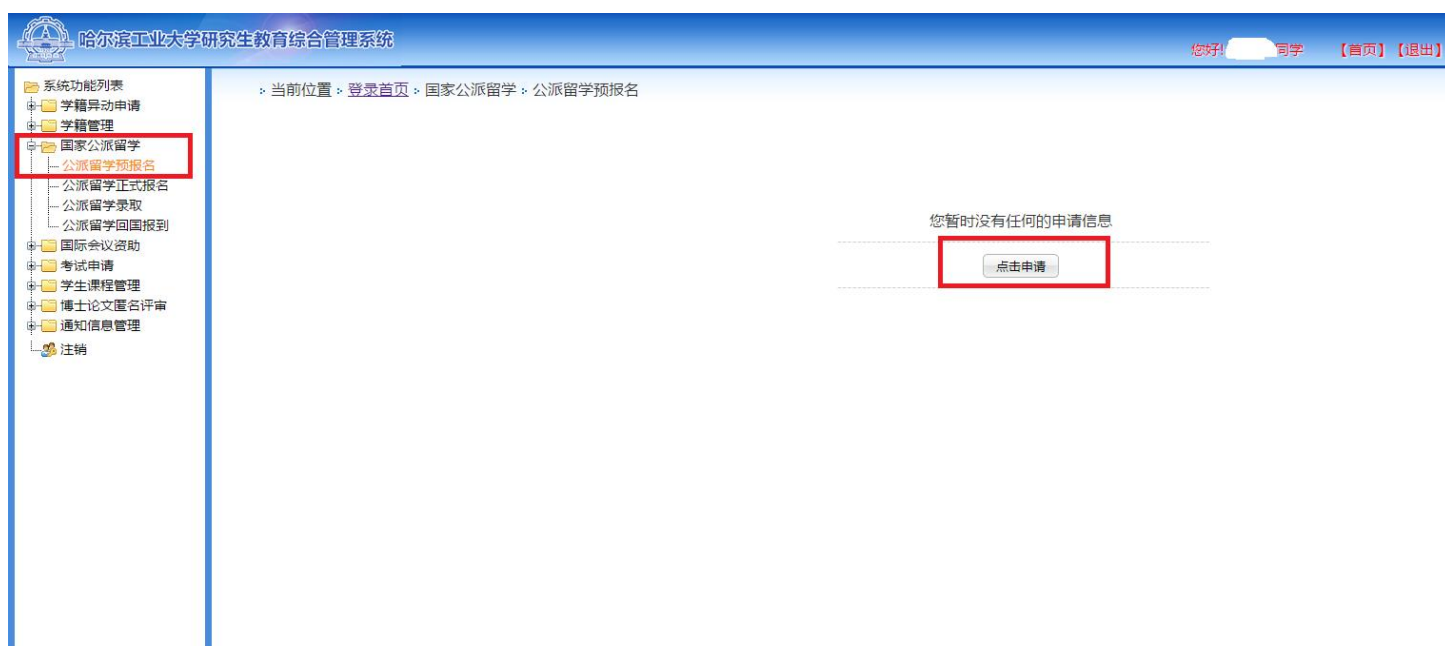 哈尔滨工业大学研究生教育综合管理系统
您好! 同学 【首页】【退出】
系统功能列表
学籍异动申请
学籍管理
国家公派留学
公派留学预报名
公派留学正式报名
公派留学录取
公派留学回国报到
国际会议资助
考试申请
学生课程管理
博士论文匿名评审
通知信息管理
注销
当前位置 登录首页 国家公派留学 公派留学预报名
您暂时没有任何的申请信息
点击申请